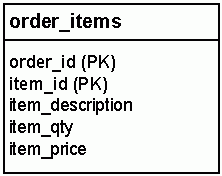 order_items
order_id (PK)
item_id (PK)
item_description
item_qty
item_price